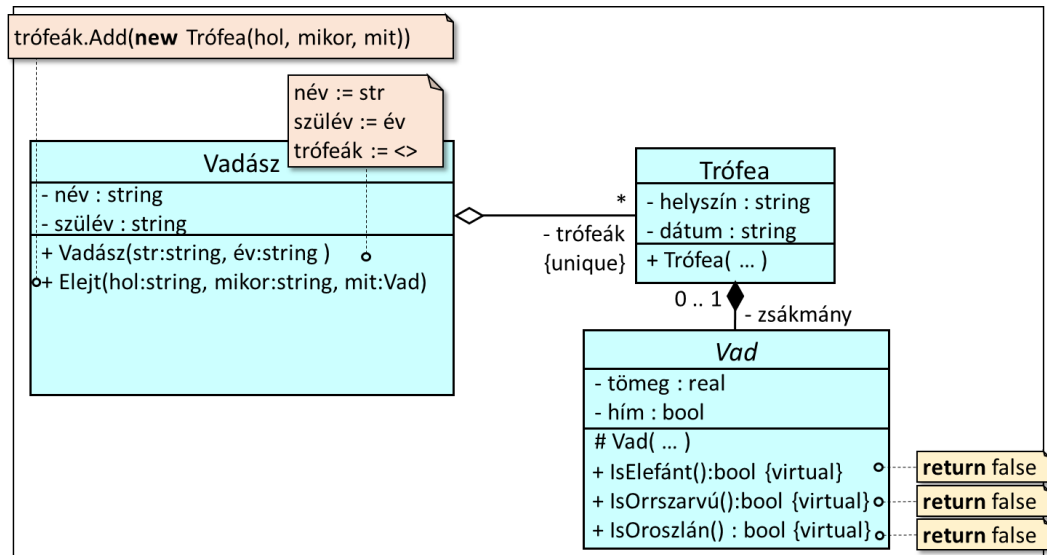 trófeák.Add(new Trófea(hol, mikor, mit))
név := str
szülév := év
trófeák := <>
Vadász
- név : string
- szülév : string
+ Vadász(str:string, év:string )
+ Elejt(hol:string, mikor:string, mit:Vad)
*
- trófeák
{unique}
Trófea
- helyszín : string
- dátum : string
+ Trófea( ... )
0 .. 1
- zsákmány
Vad
- tömeg : real
- hím : bool
# Vad( ... )
+ IsElefánt():bool {virtual}
return false
+ IsOrrszarvú():bool {virtual}
return false
+ IsOroszlán() : bool {virtual}
return false